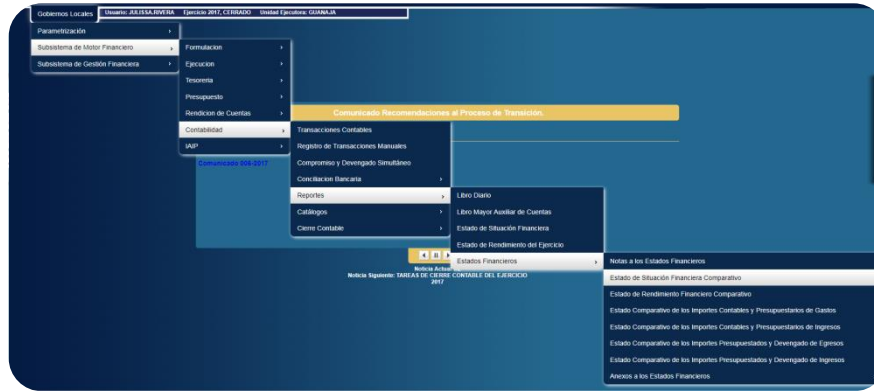 Gobiernos Locales Usuario: JULISSA.RIVERA Ejercicio 2017, CERRADO Unidad Ejecutora: GUANAJA
Parametrización
Subsistema de Motor Financiero
Subsistema de Gestión Financiera
Formulacion
Ejecucion
Tesoreria
Presupuesto
Rendicion de Cuentas
Contabilidad
IAIP
Comunicado Recomendaciones al Proceso de Transición.
Comunicado 006-2017
Transacciones Contables
Registro de Transacciones Manuales
Compromiso y Devengado Simultáneo
Conciliacion Bancaria
Reportes
Catálogos
Cierre Contable
Libro Diario
Libro Mayor Auxiliar de Cuentas
Estado de Situación Financiera
Estado de Rendimiento del Ejercicio
Estados Financieros
Noticia
Noticia Siguiente: TAREAS DE CIERRE CONTABLE DEL EJERCICIO
2017
Notas a los Estados Financieros
Estado de Situación Financiera Comparativo
Estado de Rendimiento Financiero Comparativo
Estado Comparativo de los Importes Contables y Presupuestarios de Gastos
Estado Comparativo de los Importes Contables y Presupuestarios de Ingresos
Estado Comparativo de los Importes Presupuestados y Devengado de Egresos
Estado Comparativo de los Importes Presupuestados y Devengado de Ingresos
Anexos a los Estados Financieros